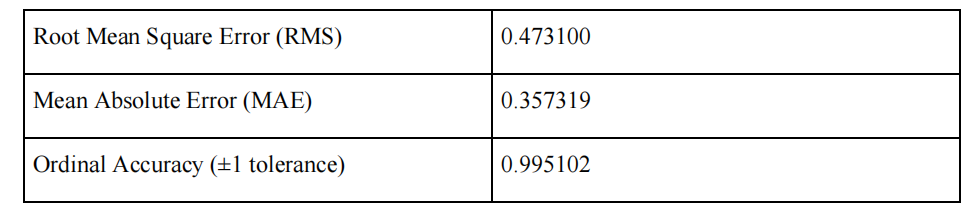 Root Mean Square Error (RMS) 0.473100
Mean Absolute Error (MAE) 0.357319
Ordinal Accuracy (±1 tolerance) 0.995102